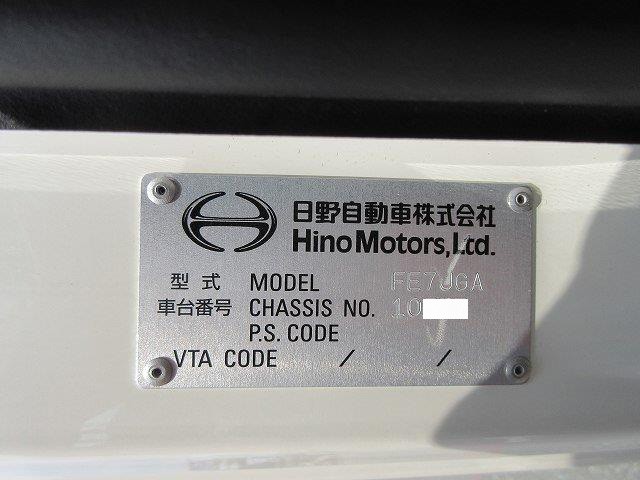 日野自動車株式会社
Hino Motors, Ltd.
型式 MODEL FE7JGA
車台番号 CHASSIS NO. 10
P.S. CODE
VTA CODE / /